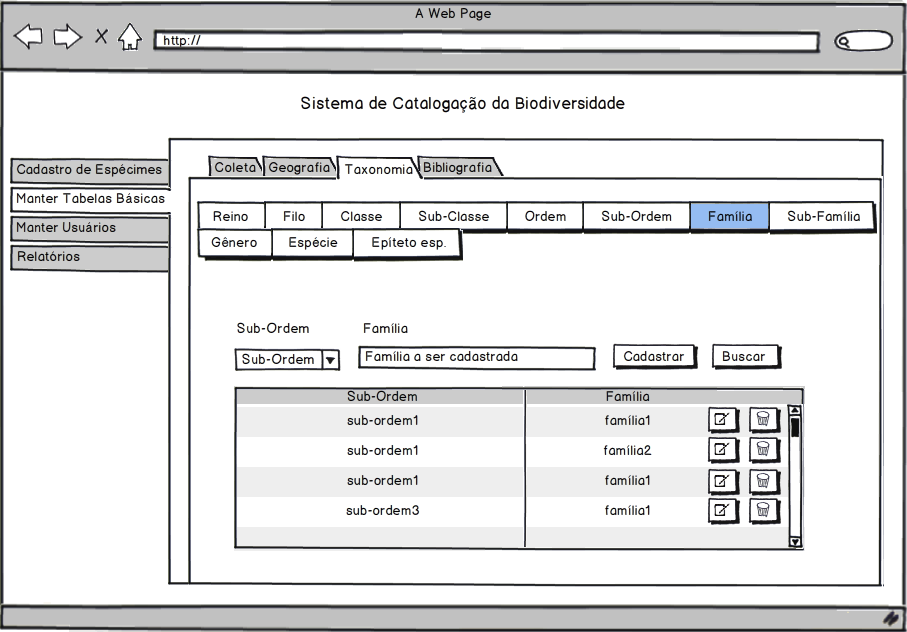 A Web Page
http://
Sistema de Catalogação da Biodiversidade
Cadastro de Espécimes
Manter Tabelas Básicas
Manter Usuários
Relatórios
Coleta Geografia Taxonomia Bibliografia
Reino Filo Classe Sub-Classe Ordem Sub-Ordem Família Sub-Família
Gênero Espécie Epíteto esp.
Sub-Ordem Família
Sub-Ordem Família a ser cadastrada Cadastrar Buscar
Sub-Ordem Família
sub-ordem1 família1
sub-ordem1 família2
sub-ordem1 família1
sub-ordem3 família1